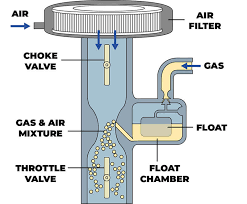 AIR
AIR
FILTER
CHOKE
VALVE
GAS
GAS & AIR
MIXTURE
FLOAT
THROTTLE
VALVE
FLOAT
CHAMBER